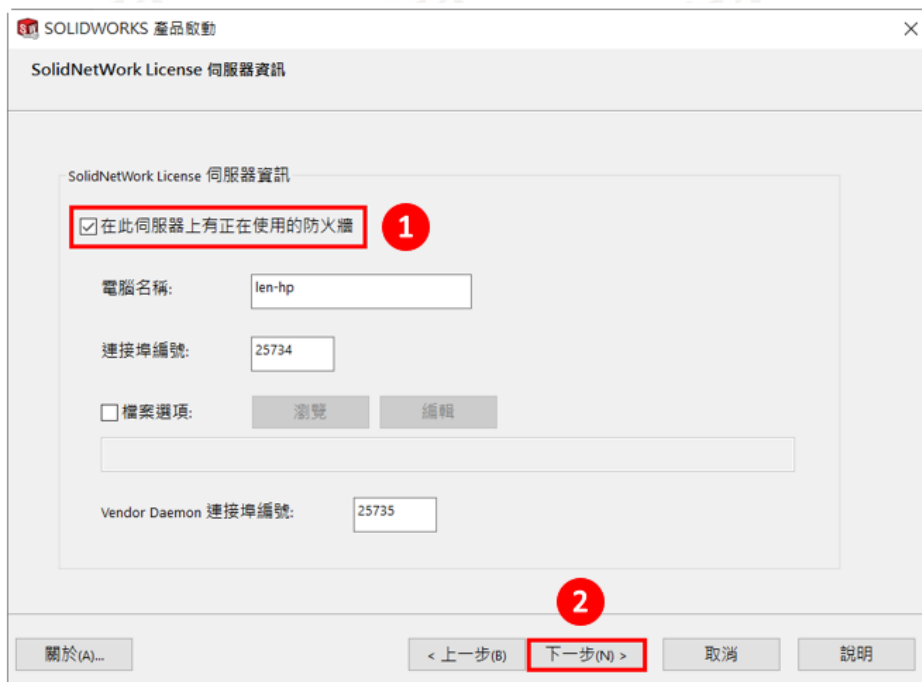 SOLIDWORKS 產品啟動
SolidNetWork License 伺服器資訊
SolidNetWork License 伺服器資訊
在此伺服器上有正在使用的防火牆
1
電腦名稱:
len-hp
連接埠編號:
25734
檔案選項:
瀏覽
編輯
Vendor Daemon 連接埠編號:
25735
2
關於(A)...
< 上一步(B)
下一步(N) >
取消
說明